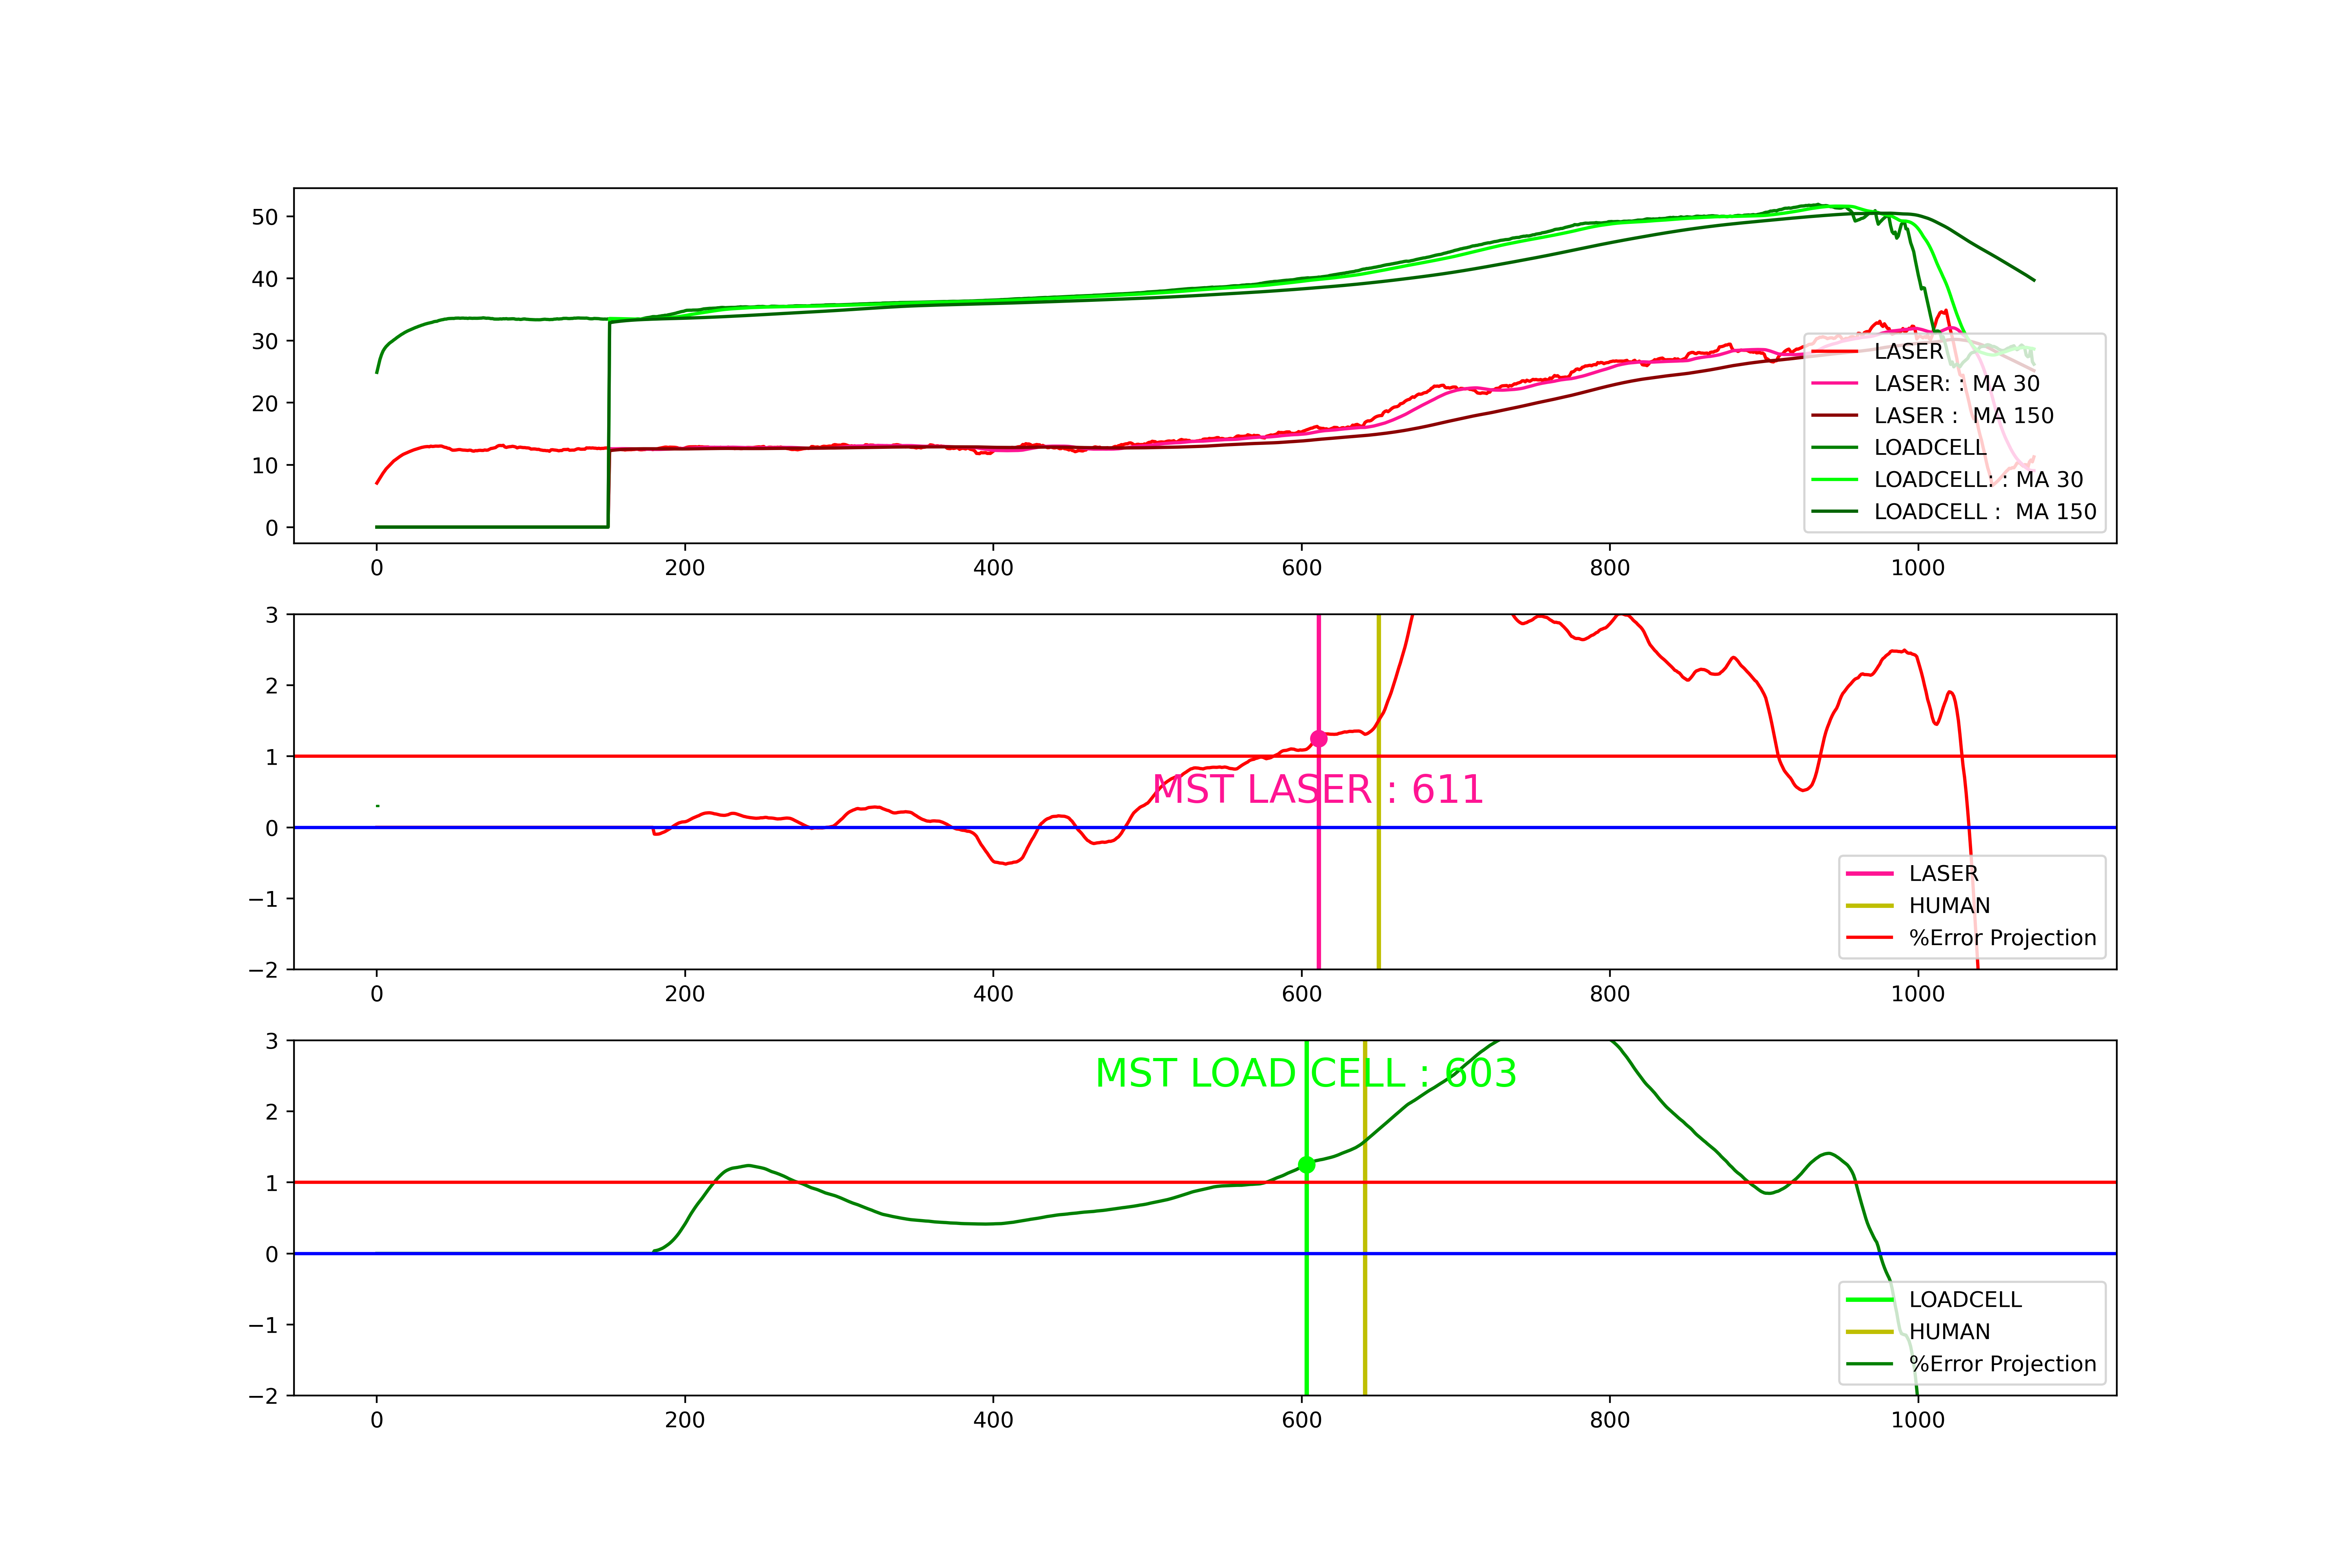 50
40
30
20
10
0
LASER
LASER: : MA 30
LASER :  MA 150
LOADCELL
LOADCELL: : MA 30
LOADCELL :  MA 150
0 200 400 600 800 1000
3
2
1
0
−1
−2
MST LASER : 611
LASER
HUMAN
%Error Projection
0 200 400 600 800 1000
3
2
1
0
−1
−2
MST LOAD CELL : 603
LOADCELL
HUMAN
%Error Projection
0 200 400 600 800 1000